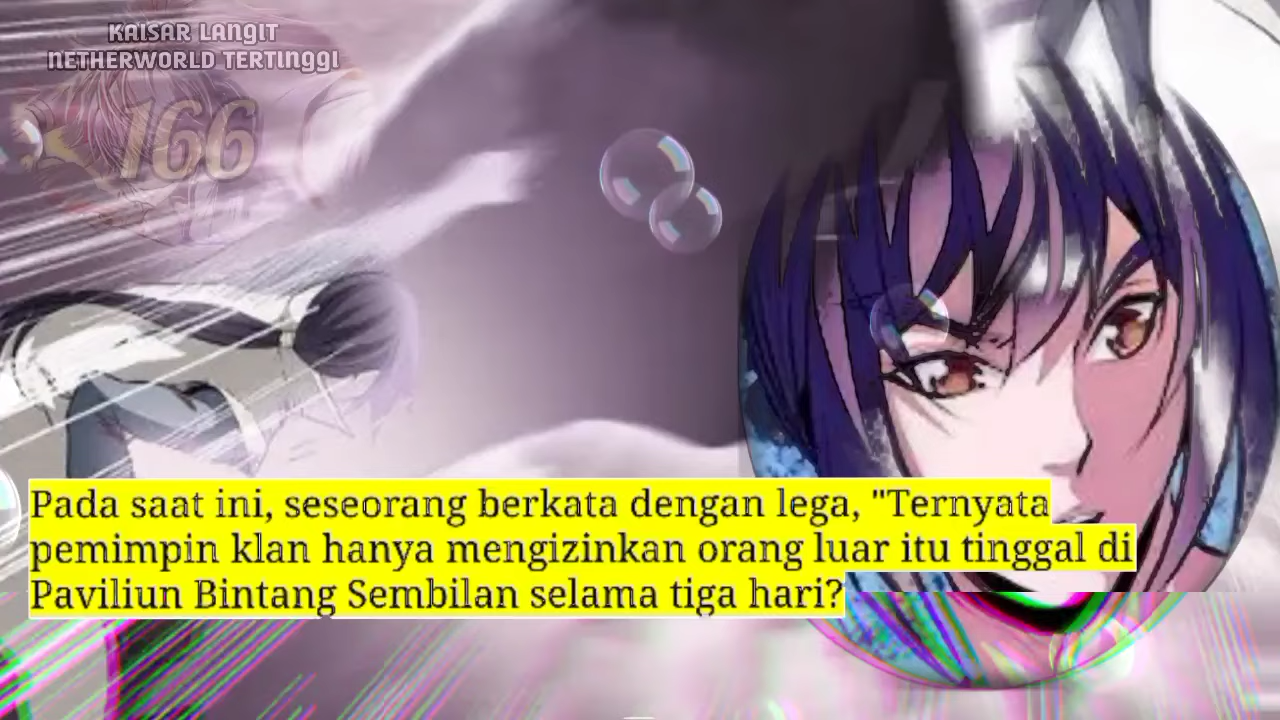 KAISAR LANGIT
NETHERWORLD TERTINGGI
166
Pada saat ini, seseorang berkata dengan lega, "Ternyata
pemimpin klan hanya mengizinkan orang luar itu tinggal di
Paviliun Bintang Sembilan selama tiga hari?